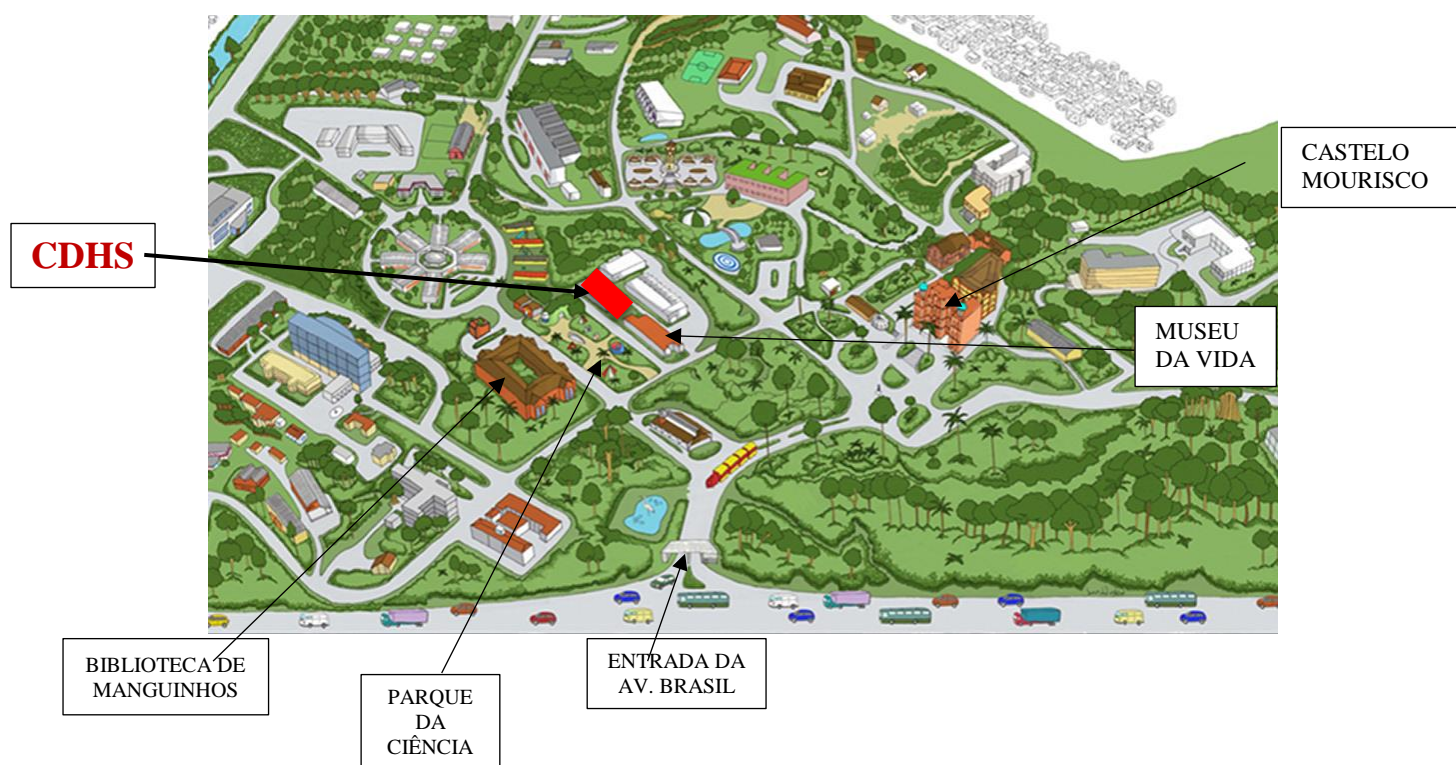 CASTELO
MOURISCO
CDHS
MUSEU
DA VIDA
BIBLIOTECA DE
MANGUINHOS
PARQUE
DA
CIÊNCIA
ENTRADA DA
AV. BRASIL